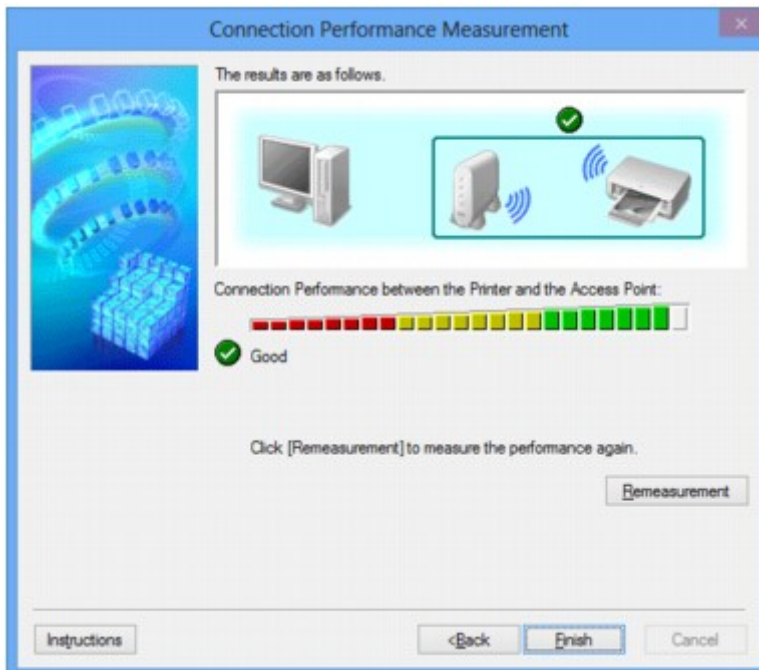 Connection Performance Measurement
The results are as follows.
Connection Performance between the Printer and the Access Point:
Good
Click [Remeasurement] to measure the performance again.
Remeasurement
Instructions
<Back
Finish
Cancel